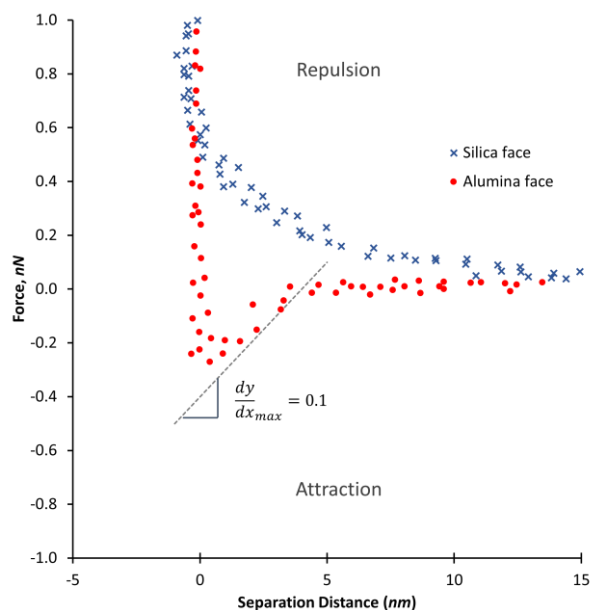 1.0
0.8
0.6
0.4
0.2
0.0
-0.2
-0.4
-0.6
-0.8
-1.0
Force, nN
Repulsion
Silica face
Alumina face
dy/dx_max = 0.1
Attraction
-5 0 5 10 15
Separation Distance (nm)